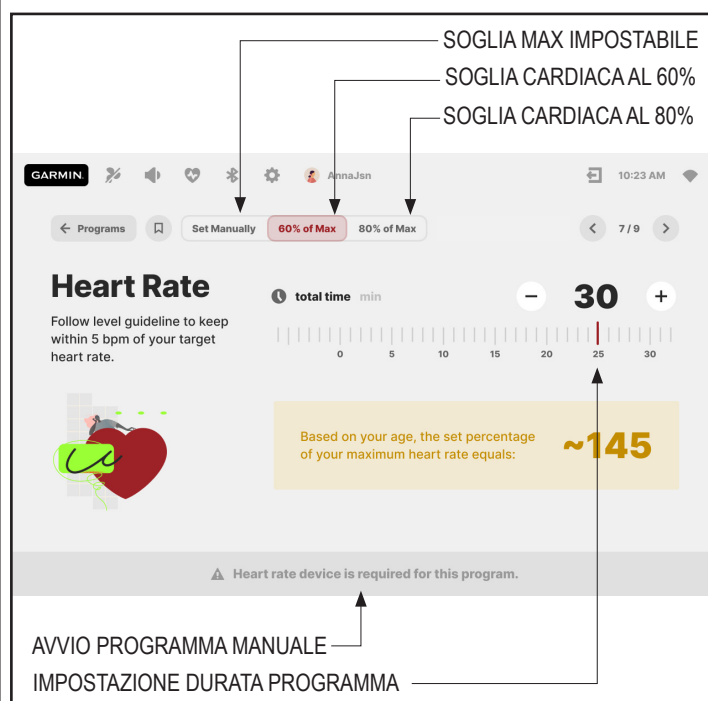 SOGLIA MAX IMPOSTABILE
SOGLIA CARDIACA AL 60%
SOGLIA CARDIACA AL 80%
GARMIN AnnaJsn 10:23 AM
Programs Set Manually 60% of Max 80% of Max 7 / 9
Heart Rate
total time min − 30 +
Follow level guideline to keep
within 5 bpm of your target
heart rate.
0 5 10 15 20 25 30
Based on your age, the set percentage
of your maximum heart rate equals:
~145
Heart rate device is required for this program.
AVVIO PROGRAMMA MANUALE
IMPOSTAZIONE DURATA PROGRAMMA